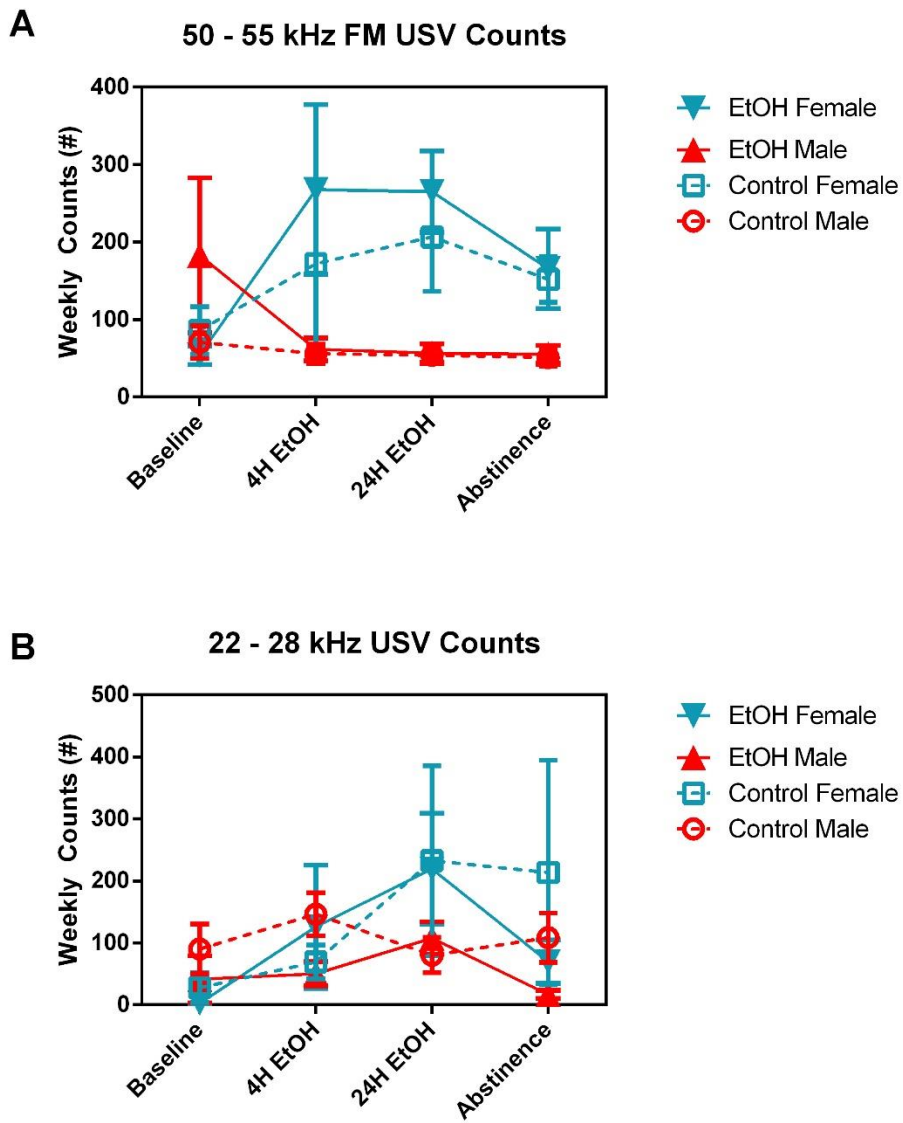 A
50 - 55 kHz FM USV Counts
Weekly Counts (#)
400
300
200
100
0
Baseline
4H EtOH
24H EtOH
Abstinence
EtOH Female
EtOH Male
Control Female
Control Male
B
22 - 28 kHz USV Counts
Weekly Counts (#)
500
400
300
200
100
0
Baseline
4H EtOH
24H EtOH
Abstinence
EtOH Female
EtOH Male
Control Female
Control Male